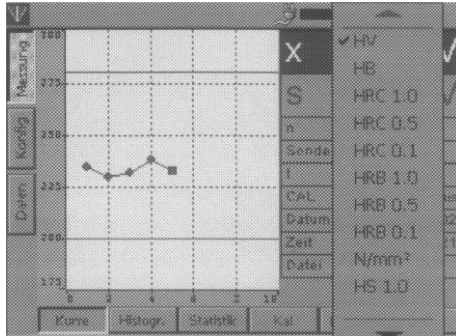 Messung
Konfig
Daten
300
275
250
225
200
175
0 2 4 6 8 10
X
S
n
Sende
t
CAL
Datum
Zeit
Datei
HV
HB
HRC 1.0
HRC 0.5
HRC 0.1
HRB 1.0
HRB 0.5
HRB 0.1
N/mm²
HS 1.0
Kurve Histogr. Statistik Kal